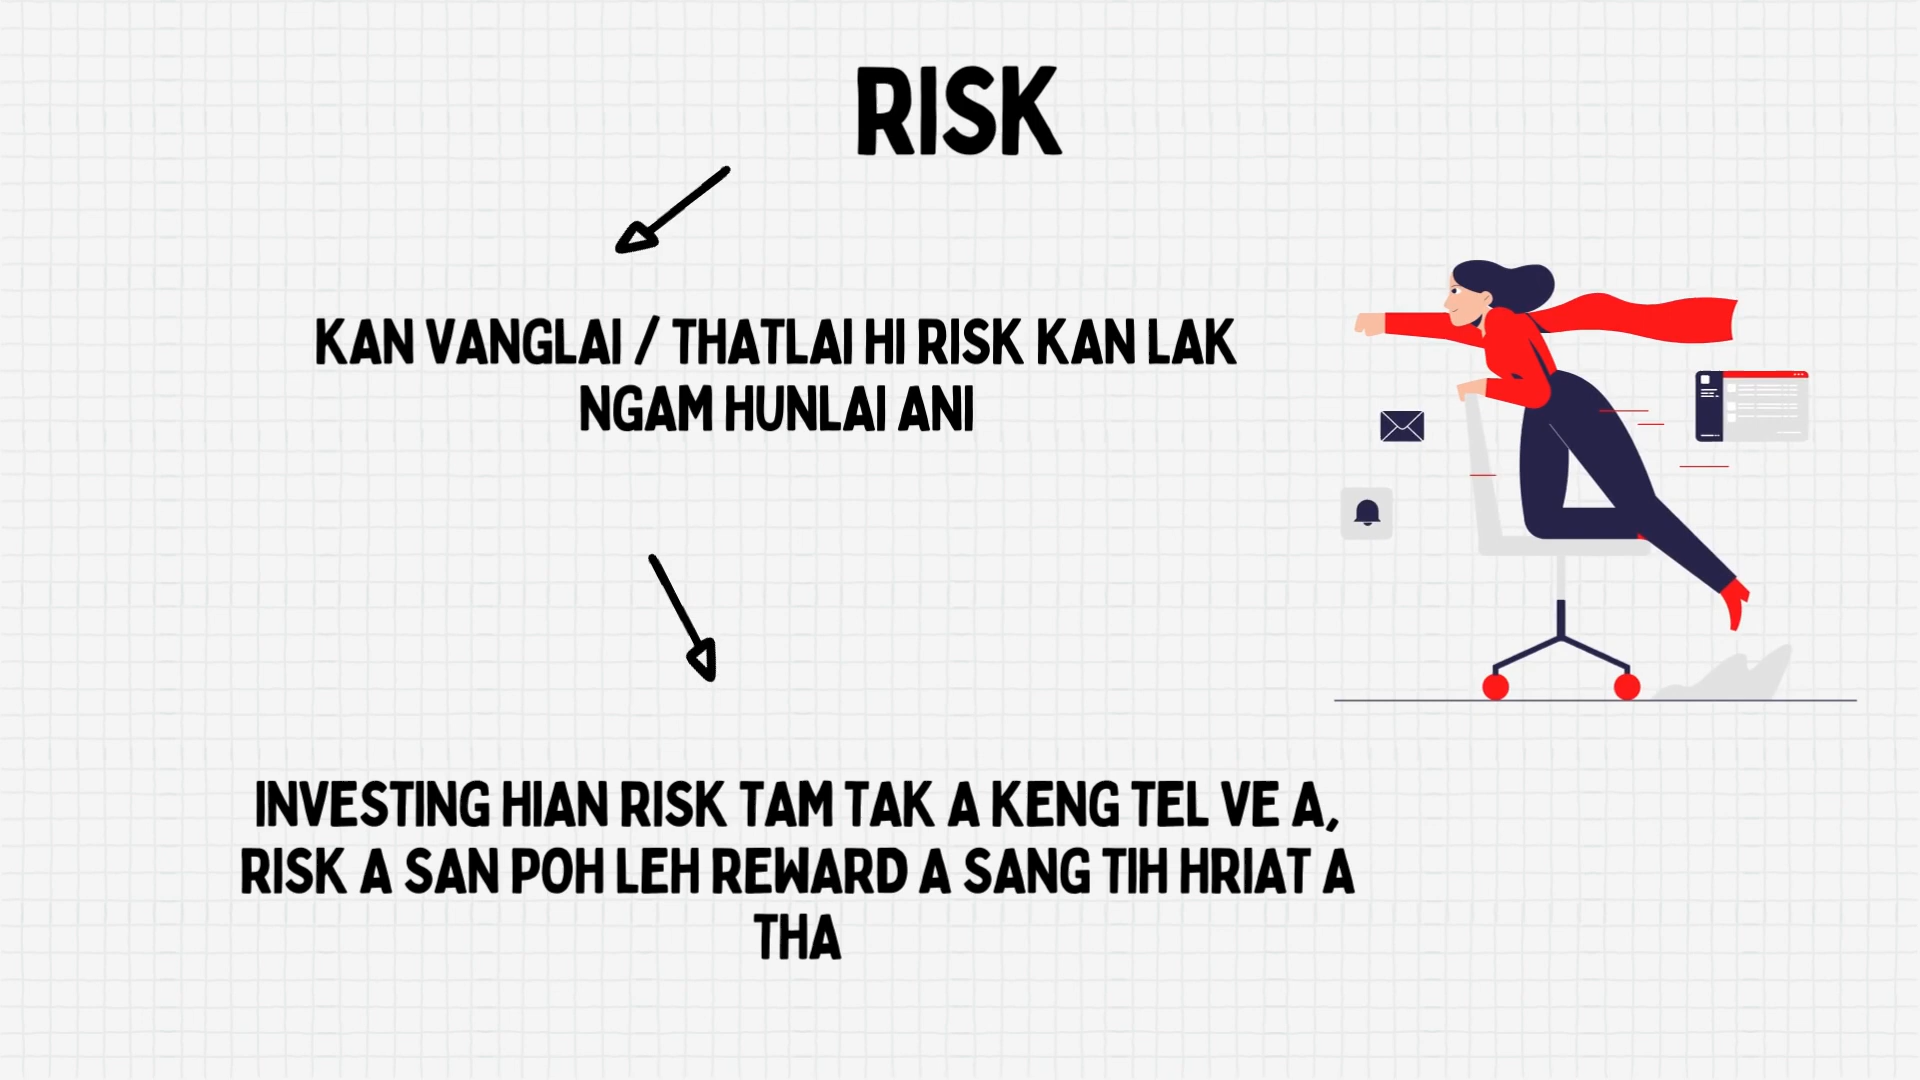 RISK
KAN VANGLAI / THATLAI HI RISK KAN LAK
NGAM HUNLAI ANI
INVESTING HIAN RISK TAM TAK A KENG TEL VE A,
RISK A SAN POH LEH REWARD A SANG TIH HRIAT A
THA